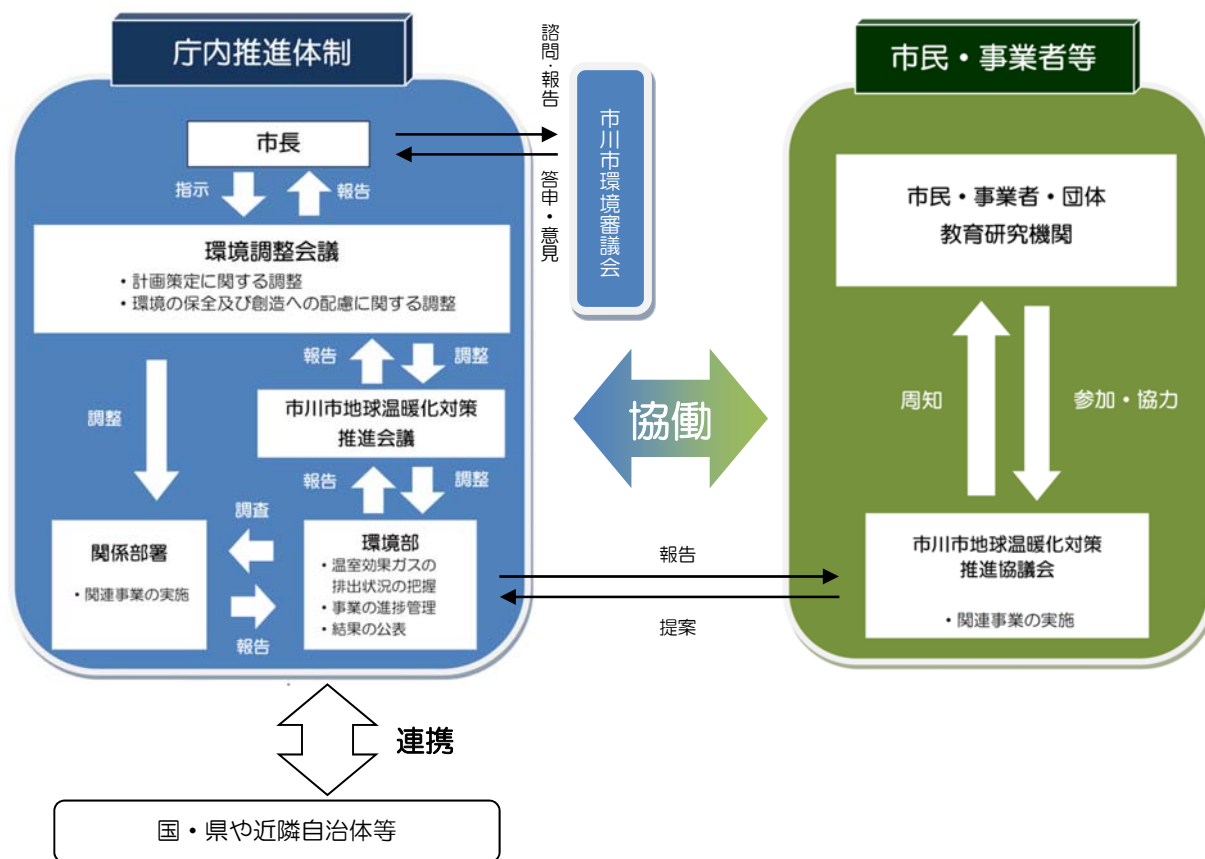 庁内推進体制
市長
指示
報告
環境調整会議
・計画策定に関する調整
・環境の保全及び創造への配慮に関する調整
報告
調整
調整
市川市地球温暖化対策
推進会議
報告
調整
調査
関係部署
・関連事業の実施
報告
環境部
・温室効果ガスの
排出状況の把握
・事業の進捗管理
・結果の公表
諮問・報告
答申・意見
市川市環境審議会
協働
報告
提案
市民・事業者等
市民・事業者・団体
教育研究機関
周知
参加・協力
市川市地球温暖化対策
推進協議会
・関連事業の実施
連携
国・県や近隣自治体等